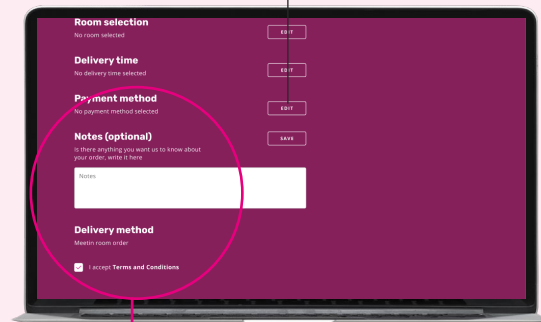 Room selection
No room selected
EDIT
Delivery time
No delivery time selected
EDIT
Payment method
No payment method selected
EDIT
Notes (optional)
Is there anything you want us to know about
your order, write it here
SAVE
Notes
Delivery method
Meetin room order
I accept Terms and Conditions